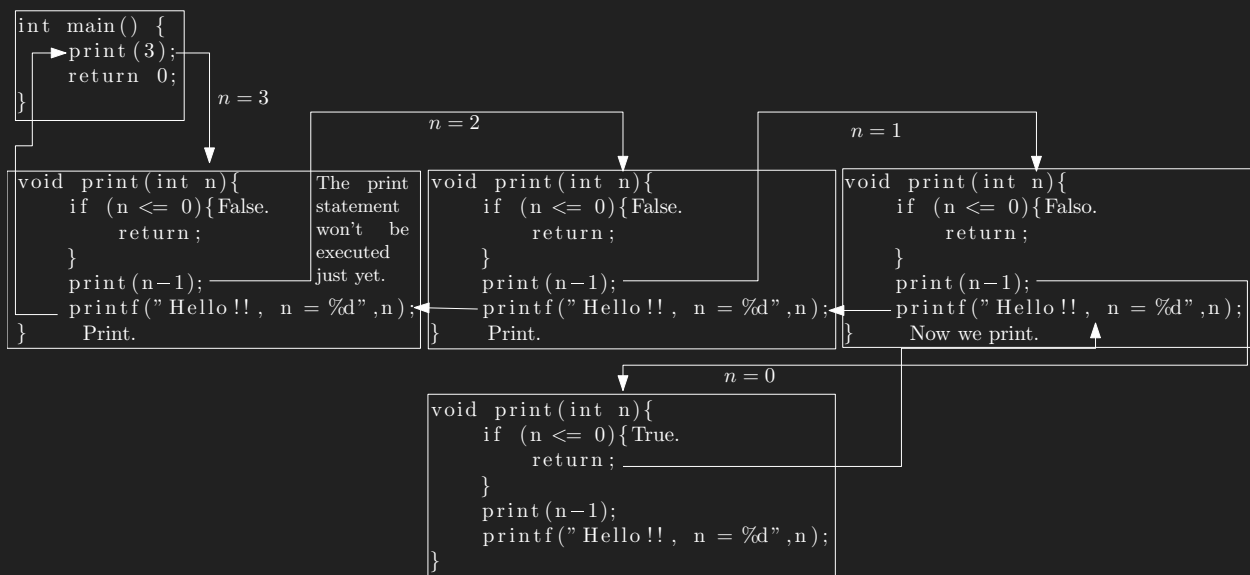 int main() {
print(3);
return 0;
}
n = 3
n = 2
n = 1
void print(int n){
if (n <= 0){False.
return;
}
print(n−1);
printf("Hello!!, n = %d",n);
} Print.
The print
statement
won't be
executed
just yet.
void print(int n){
if (n <= 0){False.
return;
}
print(n−1);
printf("Hello!!, n = %d",n);
} Print.
void print(int n){
if (n <= 0){Falso.
return;
}
print(n−1);
printf("Hello!!, n = %d",n);
} Now we print.
n = 0
void print(int n){
if (n <= 0){True.
return;
}
print(n−1);
printf("Hello!!, n = %d",n);
}